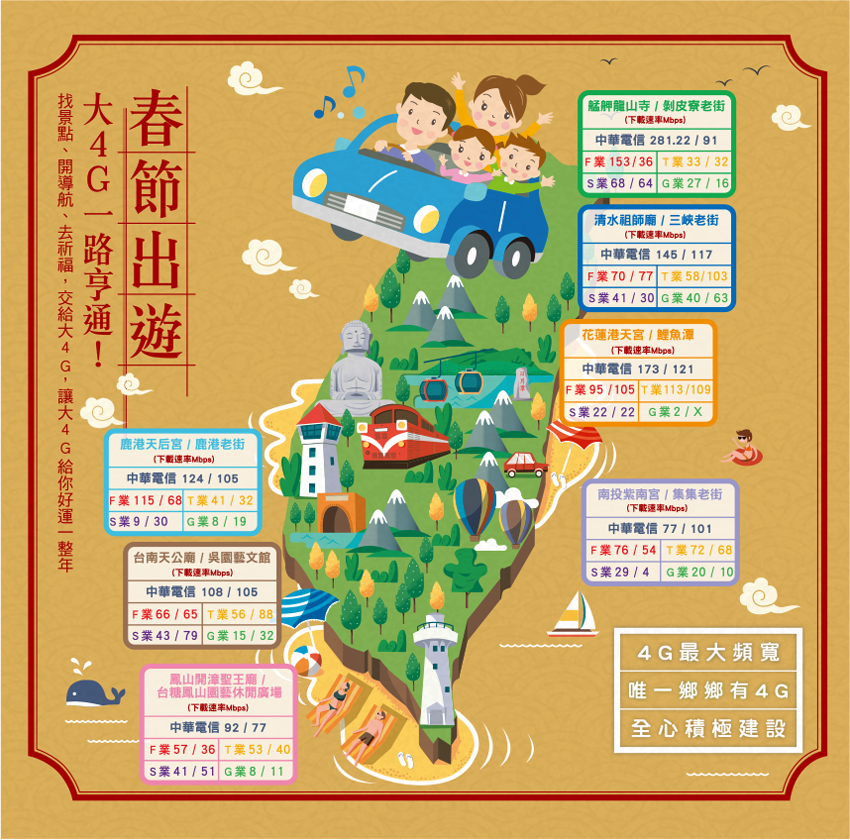 春節出遊
大4G一路亨通！
找景點、開導航、去祈福，交給大4G，讓大4G給你好運一整年
艋舺龍山寺 / 剝皮寮老街
(下載速率Mbps)
中華電信 281.22 / 91
F業 153 / 36 T業 33 / 32
S業 68 / 64 G業 27 / 16
清水祖師廟 / 三峽老街
(下載速率Mbps)
中華電信 145 / 117
F業 70 / 77 T業 58/103
S業 41 / 30 G業 40 / 63
花蓮港天宮 / 鯉魚潭
(下載速率Mbps)
中華電信 173 / 121
F業 95 /105 T業 113/109
S業 22 / 22 G業 2 / X
日月潭
鹿港天后宮 / 鹿港老街
(下載速率Mbps)
中華電信 124 / 105
F業 115 / 68 T業 41 / 32
S業 9 / 30 G業 8 / 19
南投紫南宮 / 集集老街
(下載速率Mbps)
中華電信 77 / 101
F業 76 / 54 T業 72 / 68
S業 29 / 4 G業 20 / 10
台南天公廟 / 吳園藝文館
(下載速率Mbps)
中華電信 108 / 105
F業 66 / 65 T業 56 / 88
S業 43 / 79 G業 15 / 32
鳳山開漳聖王廟 /
台糖鳳山園藝休閒廣場
(下載速率Mbps)
中華電信 92 / 77
F業 57 / 36 T業 53 / 40
S業 41 / 51 G業 8 / 11
4G最大頻寬
唯一鄉鄉有4G
全心積極建設